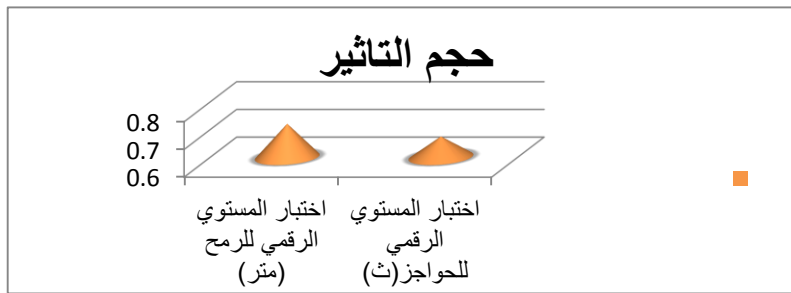 حجم التاثير
0.8
0.7
0.6
اختبار المستوي
الرقمي للرمح
(متر)
اختبار المستوي
الرقمي
للحواجز(ث)